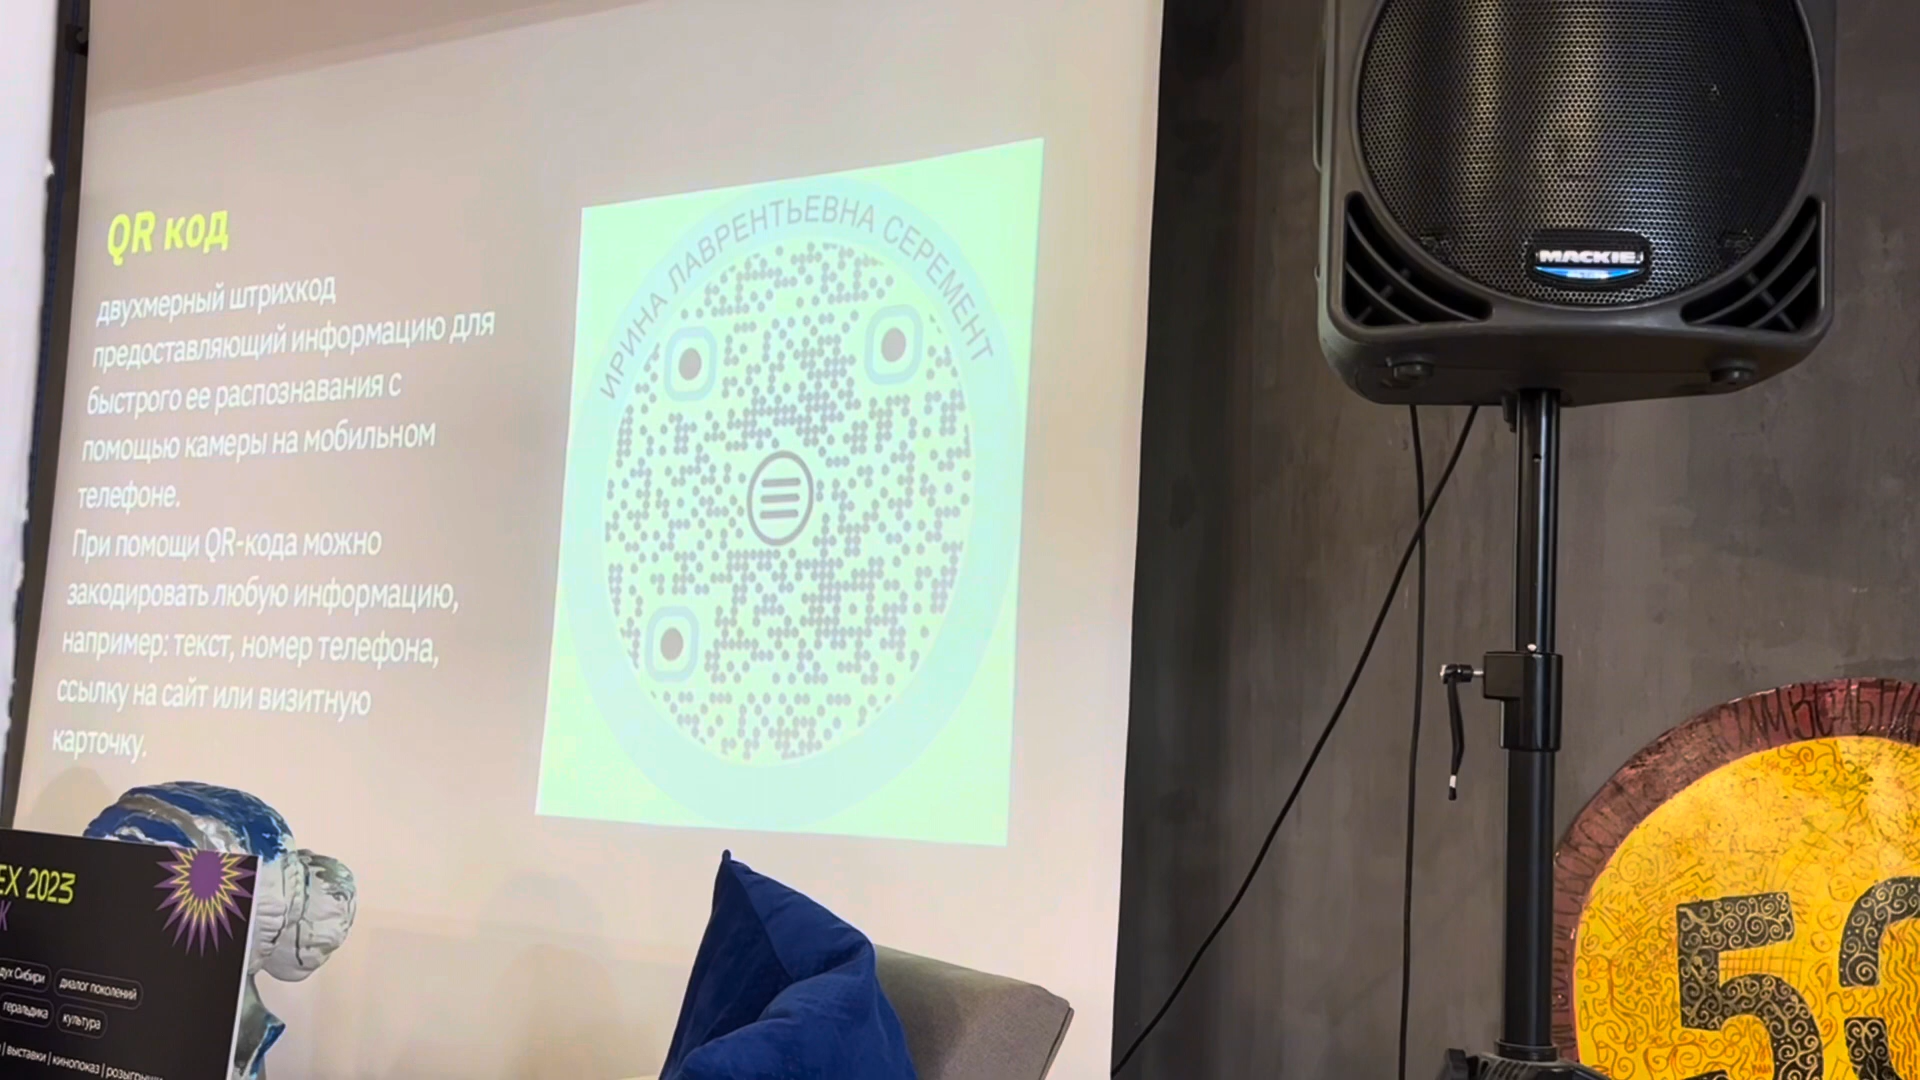 QR код
двухмерный штрихкод
предоставляющий информацию для
быстрого ее распознавания с
помощью камеры на мобильном
телефоне.
При помощи QR-кода можно
закодировать любую информацию,
например: текст, номер телефона,
ссылку на сайт или визитную
карточку.
ИРИНА ЛАВРЕНТЬЕВНА СЕРЕМЕНТ
MACKIE
EX 2023
К
дух Сибири диалог поколений
геральдика культура
| выставки | кинопоказ | розыгрыши